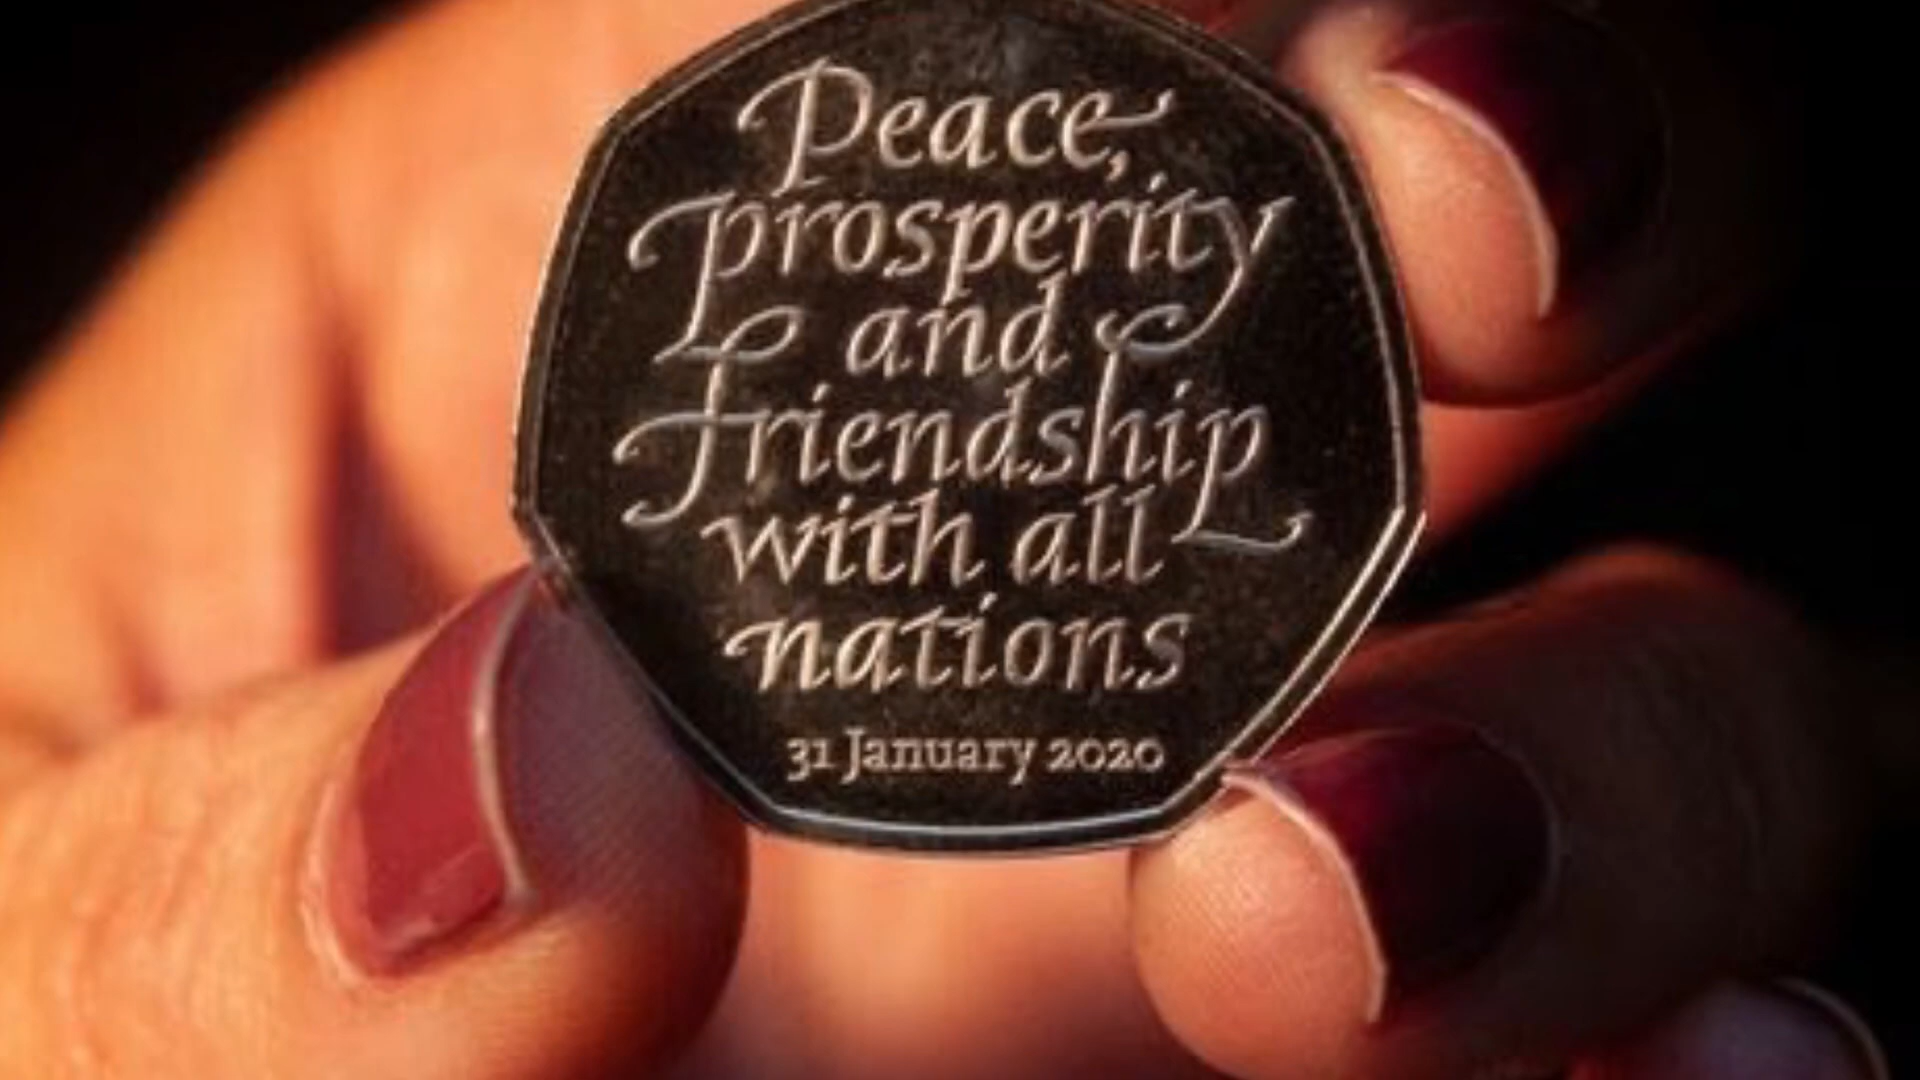 Peace,
prosperity
and
friendship
with all
nations
31 January 2020